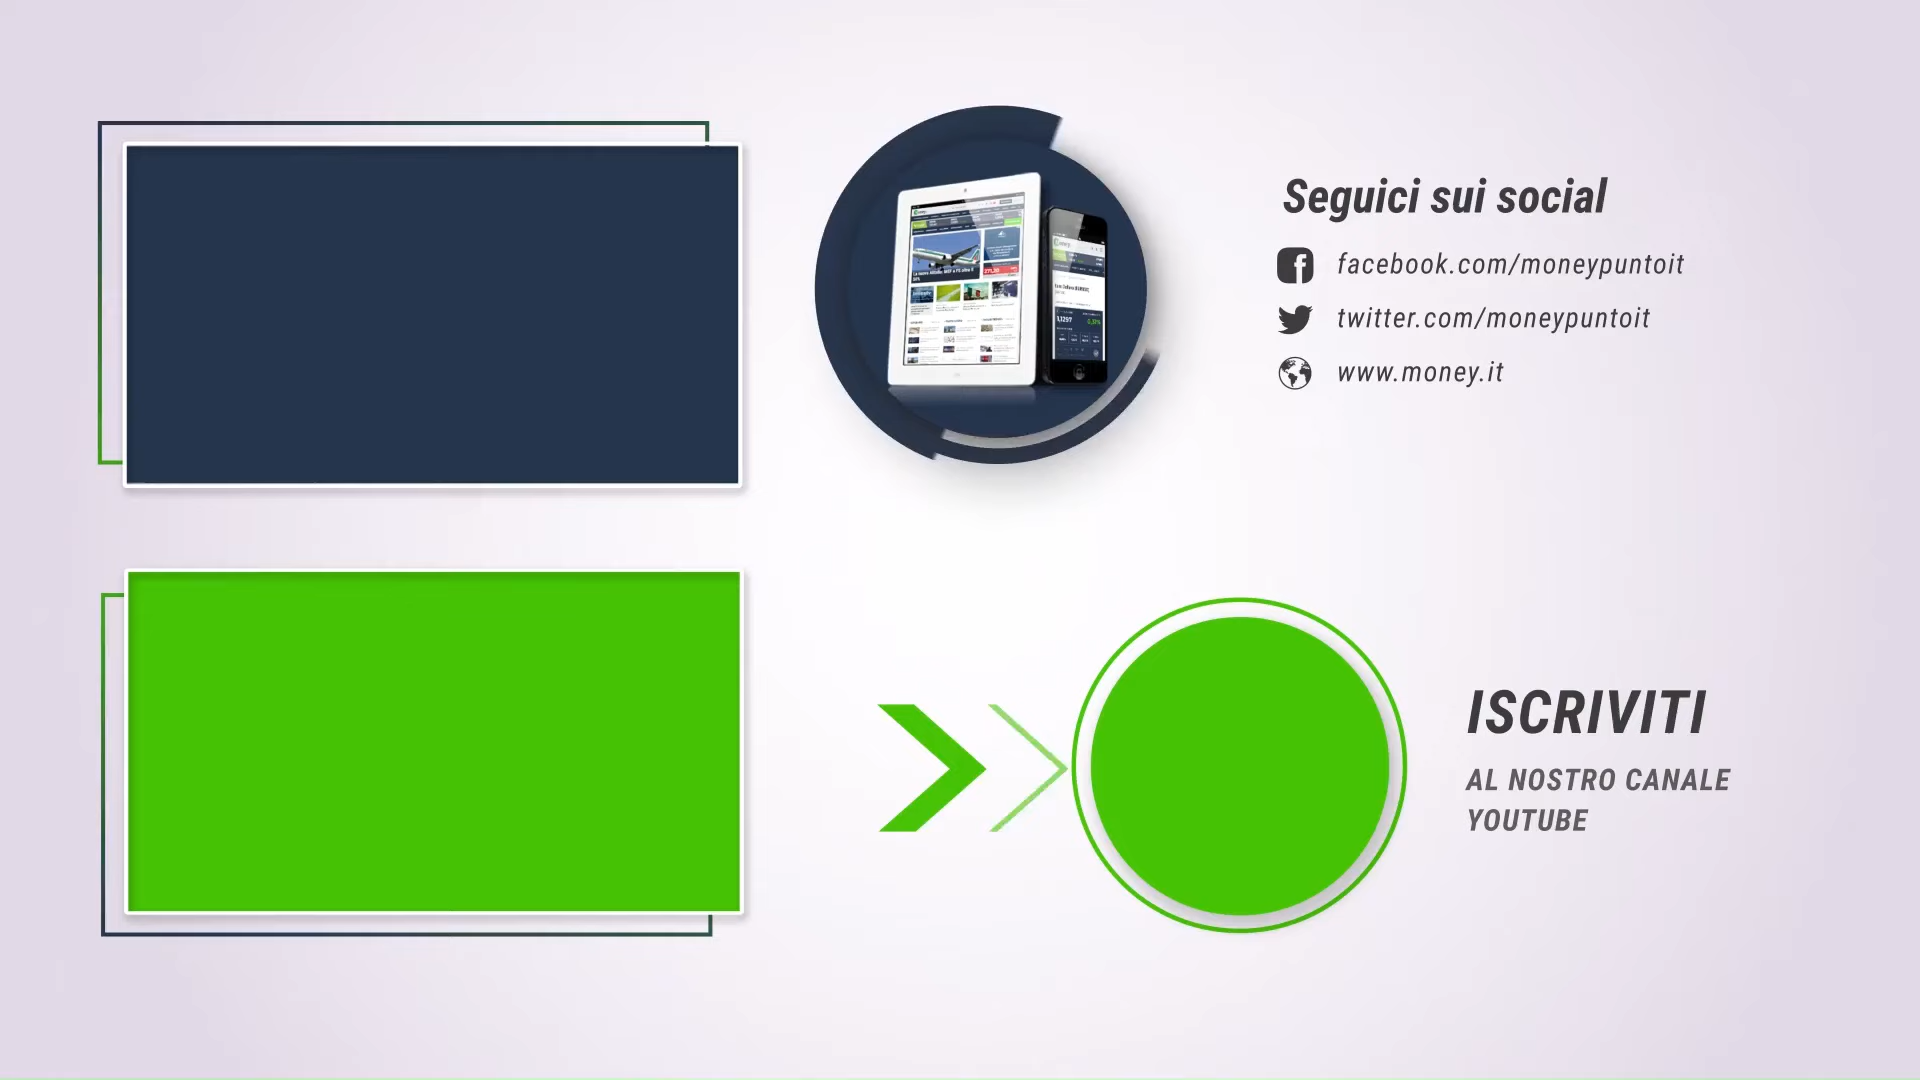 Seguici sui social
facebook.com/moneypuntoit
twitter.com/moneypuntoit
www.money.it
ISCRIVITI
AL NOSTRO CANALE
YOUTUBE